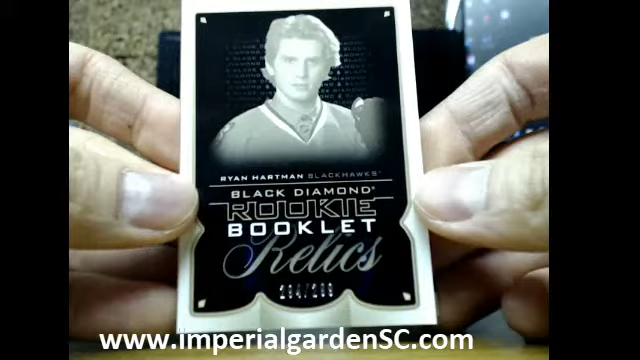 RYAN HARTMAN BLACKHAWKS
BLACK DIAMOND
ROOKIE
BOOKLET
Relics
www.imperialgardenSC.com